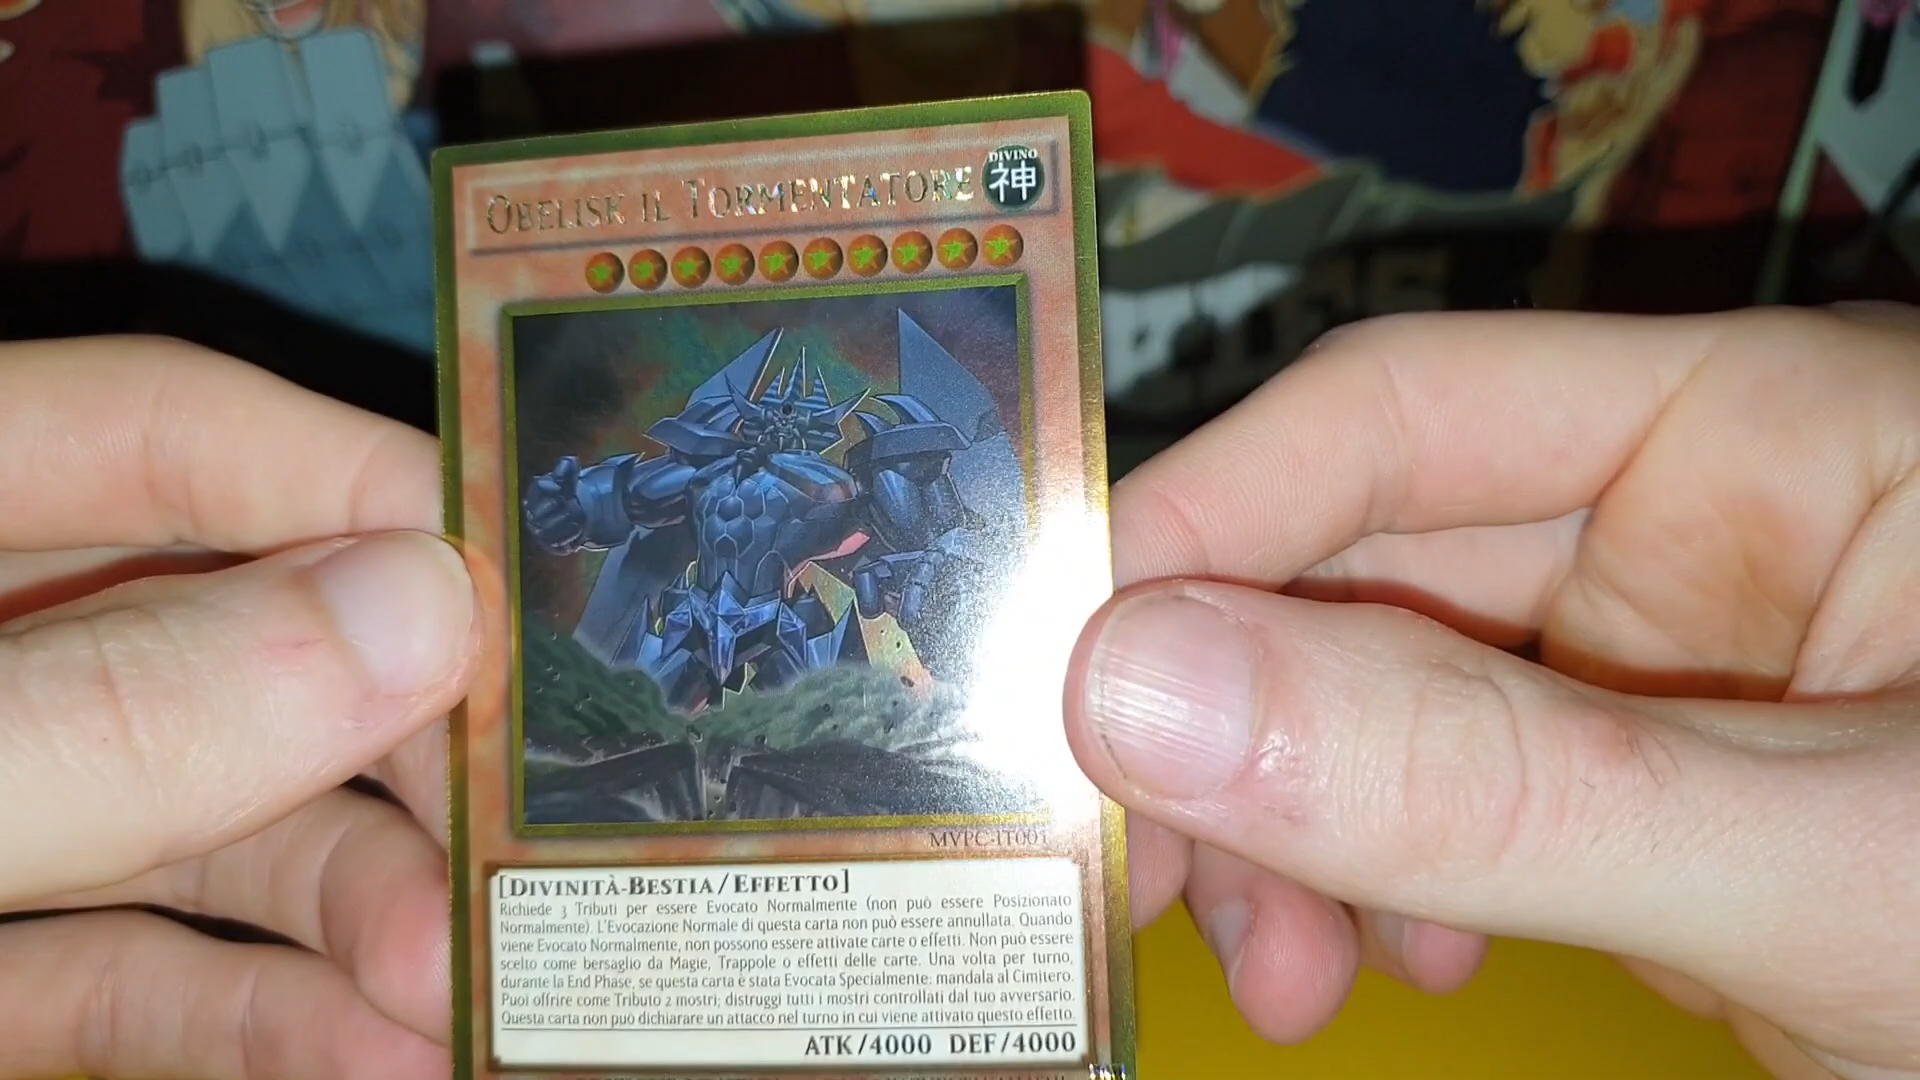 OBELISK IL TORMENTATORE
DIVINO
神
MVPC-IT001
[DIVINITÀ-BESTIA/EFFETTO]
Richiede 3 Tributi per essere Evocato Normalmente (non può essere Posizionato
Normalmente). L'Evocazione Normale di questa carta non può essere annullata. Quando
viene Evocato Normalmente, non possono essere attivate carte o effetti. Non può essere
scelto come bersaglio da Magie, Trappole o effetti delle carte. Una volta per turno,
durante la End Phase, se questa carta è stata Evocata Specialmente: mandala al Cimitero.
Puoi offrire come Tributo 2 mostri; distruggi tutti i mostri controllati dal tuo avversario.
Questa carta non può dichiarare un attacco nel turno in cui viene attivato questo effetto.
ATK/4000 DEF/4000